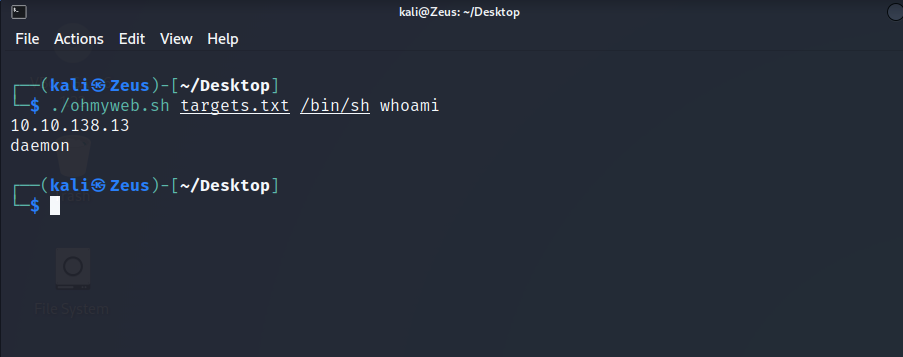 kali@Zeus: ~/Desktop
File Actions Edit View Help
┌──(kali㉿Zeus)-[~/Desktop]
└─$ ./ohmyweb.sh targets.txt /bin/sh whoami
10.10.138.13
daemon
┌──(kali㉿Zeus)-[~/Desktop]
└─$
File System